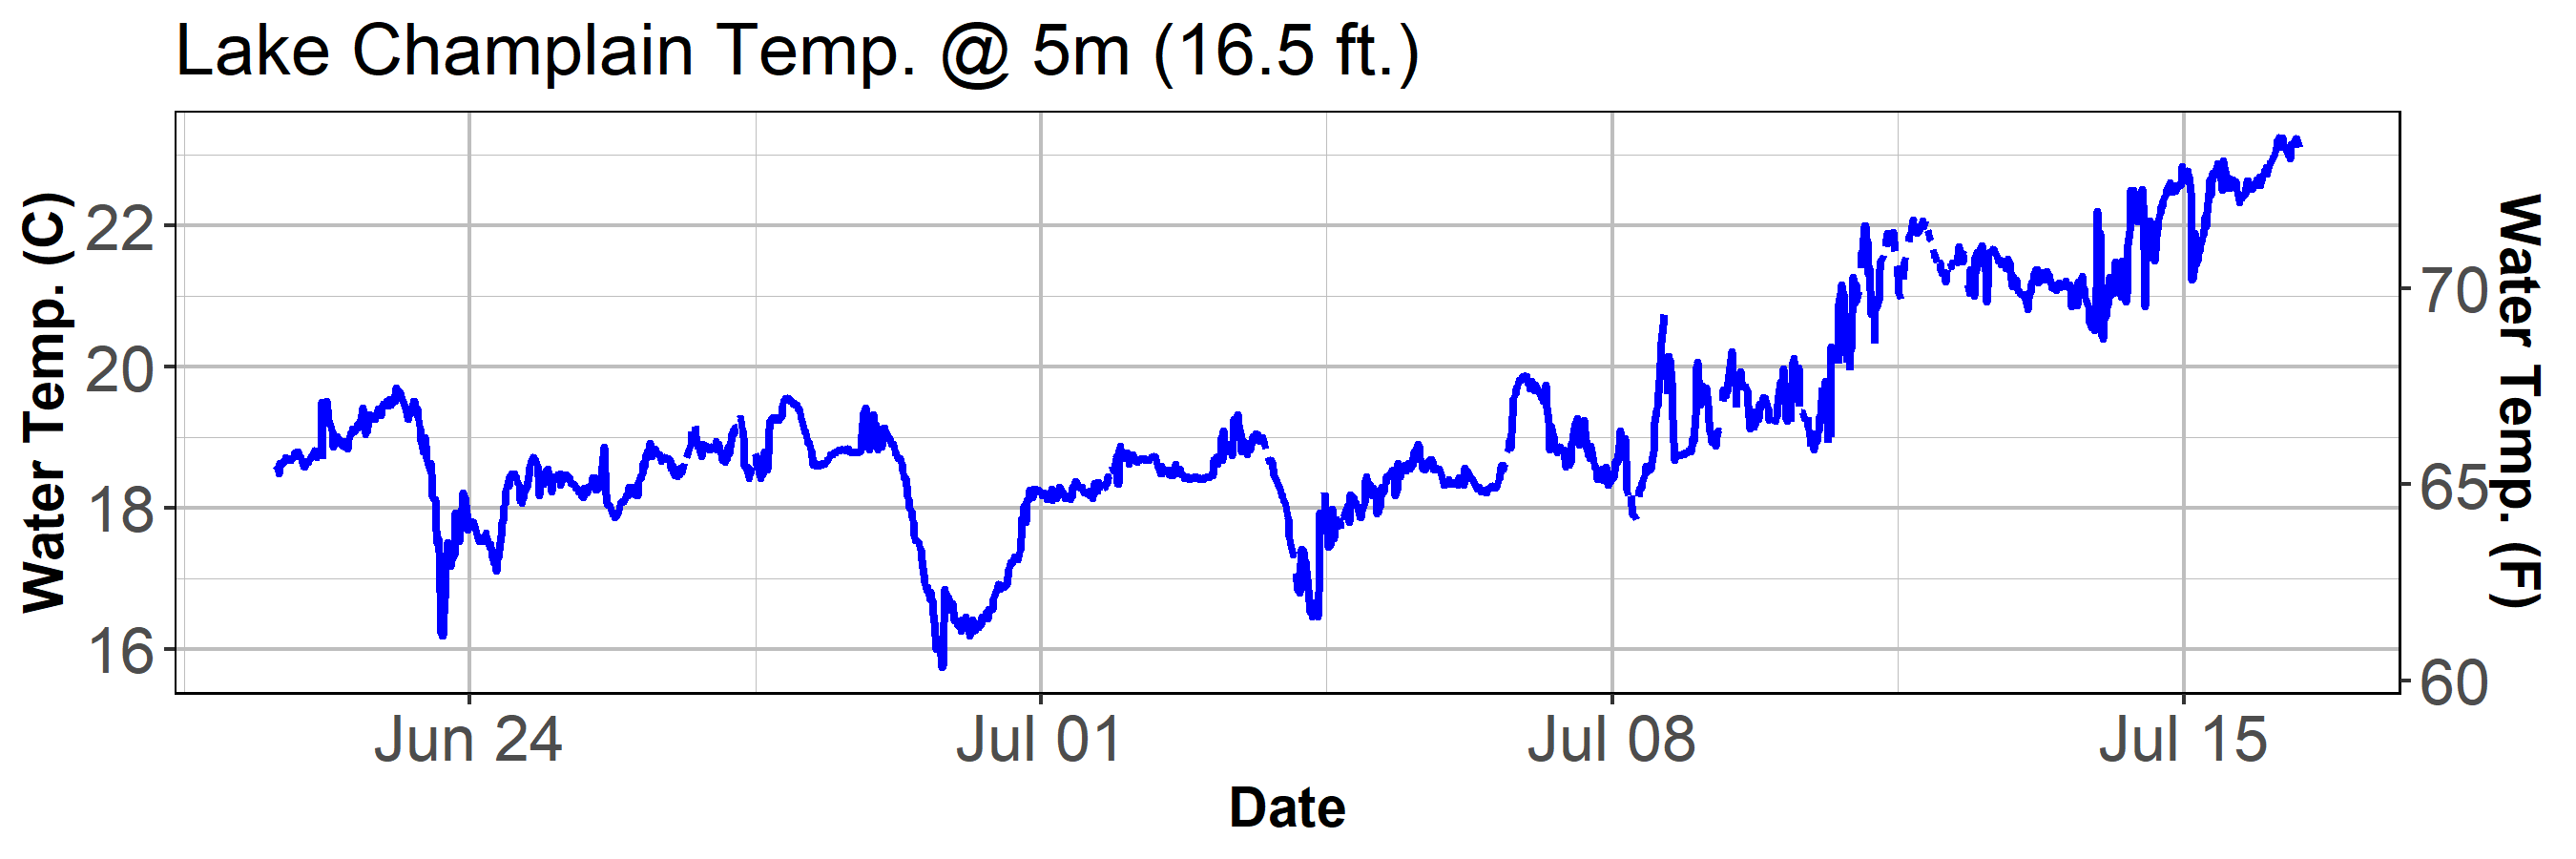 Lake Champlain Temp. @ 5m (16.5 ft.)
Water Temp. (C)
22
20
18
16
70
65
60
Water Temp. (F)
Jun 24 Jul 01 Jul 08 Jul 15
Date